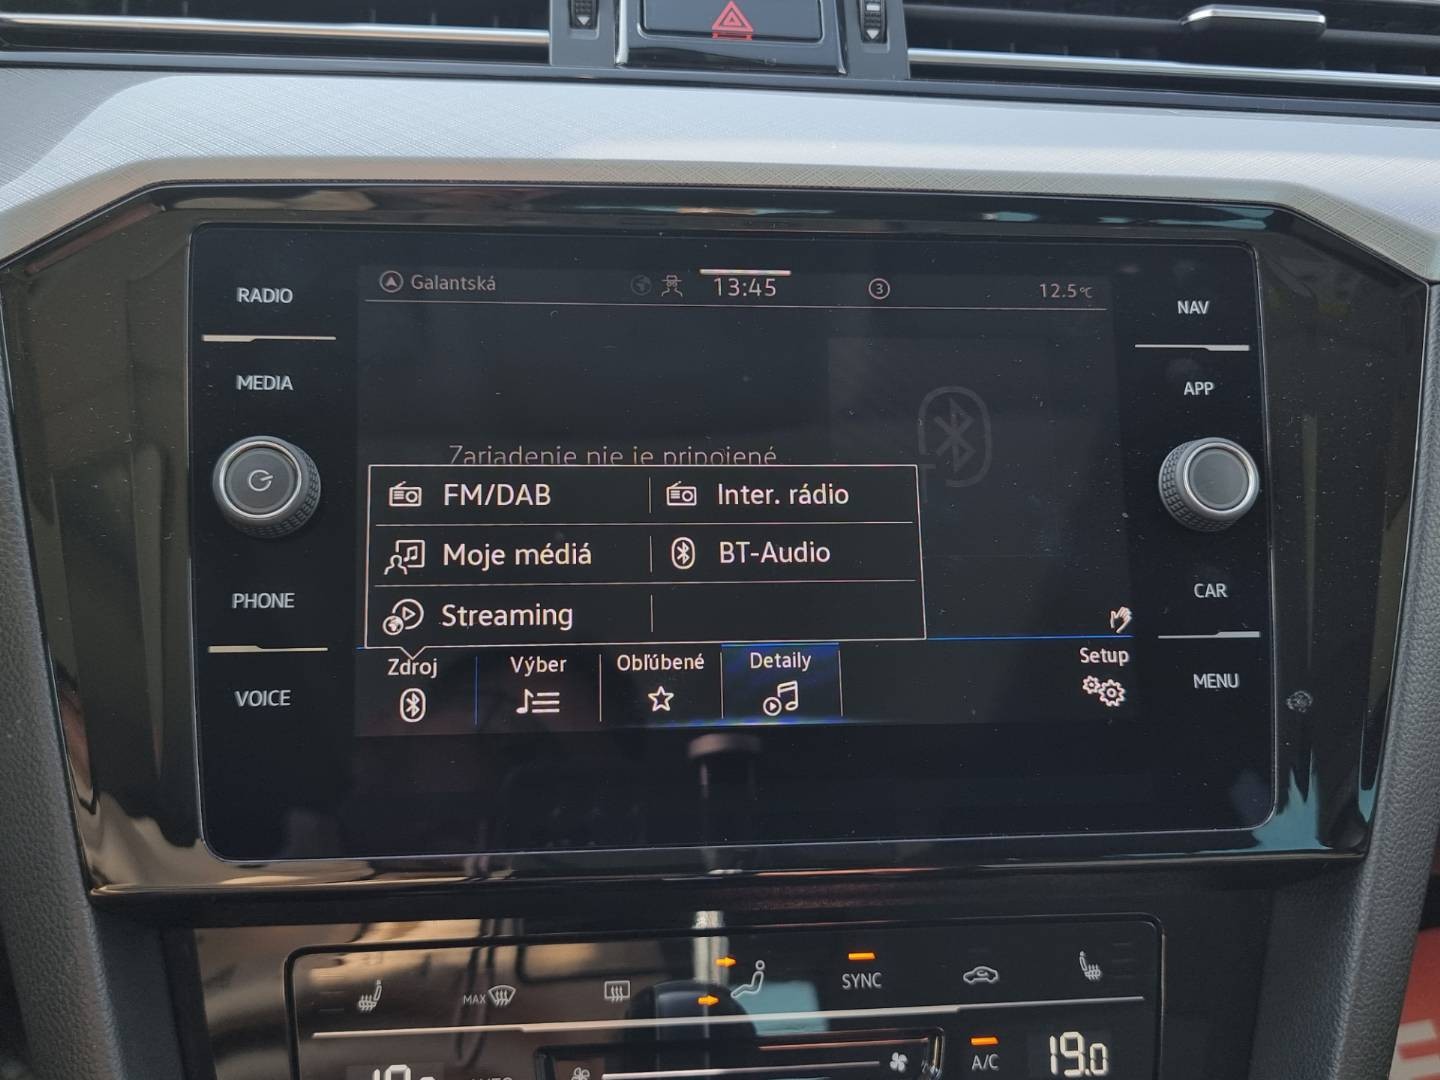 RADIO
MEDIA
PHONE
VOICE
Galantská
13:45
3
12.5°C
Zariadenie nie je pripojené
FM/DAB
Inter. rádio
Moje médiá
BT-Audio
Streaming
Zdroj
Výber
Obľúbené
Detaily
Setup
NAV
APP
CAR
MENU
MAX
SYNC
A/C
19.0